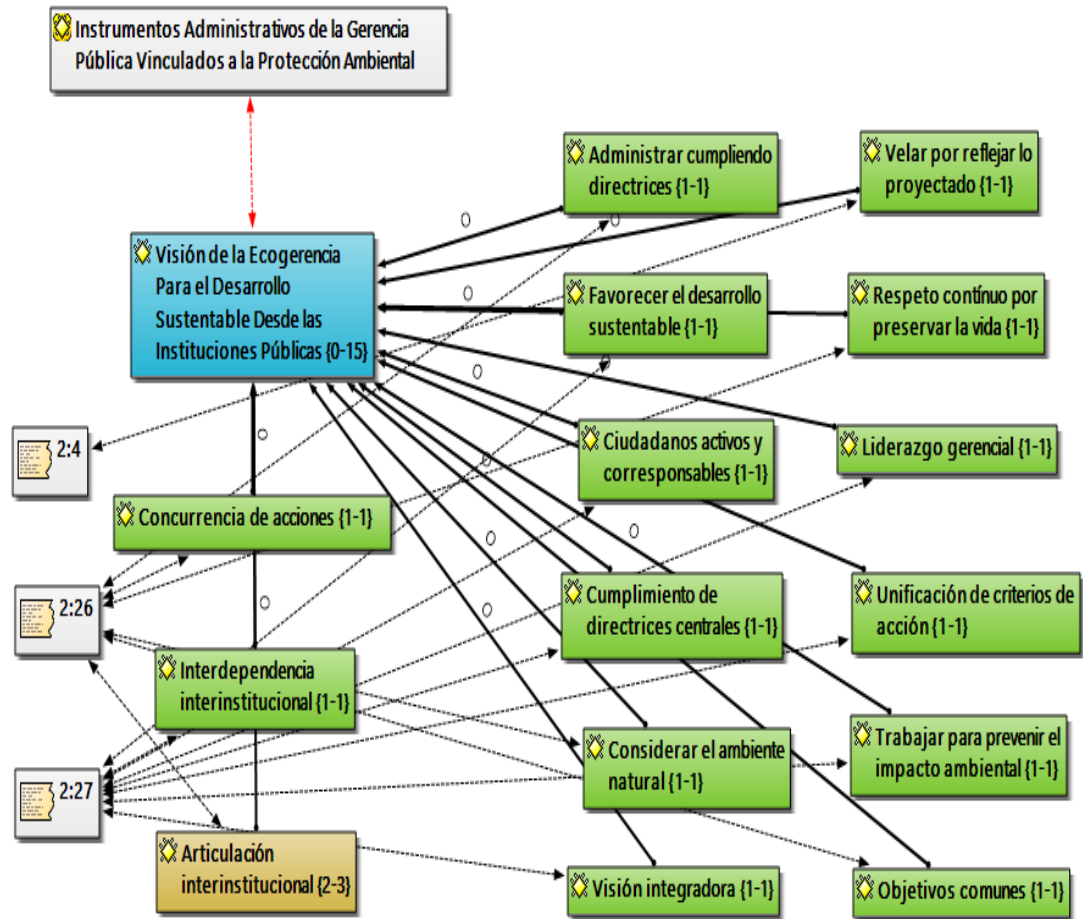 Instrumentos Administrativos de la Gerencia
Pública Vinculados a la Protección Ambiental
Administrar cumpliendo
directrices {1-1}
Velar por reflejar lo
proyectado {1-1}
Visión de la Ecogerencia
Para el Desarrollo
Sustentable Desde las
Instituciones Públicas {0-15}
Favorecer el desarrollo
sustentable {1-1}
Respeto contínuo por
preservar la vida {1-1}
2:4
Ciudadanos activos y
corresponsables {1-1}
Liderazgo gerencial {1-1}
Concurrencia de acciones {1-1}
2:26
Cumplimiento de
directrices centrales {1-1}
Unificación de criterios de
acción {1-1}
Interdependencia
interinstitucional {1-1}
Considerar el ambiente
natural {1-1}
Trabajar para prevenir el
impacto ambiental {1-1}
2:27
Articulación
interinstitucional {2-3}
Visión integradora {1-1}
Objetivos comunes {1-1}